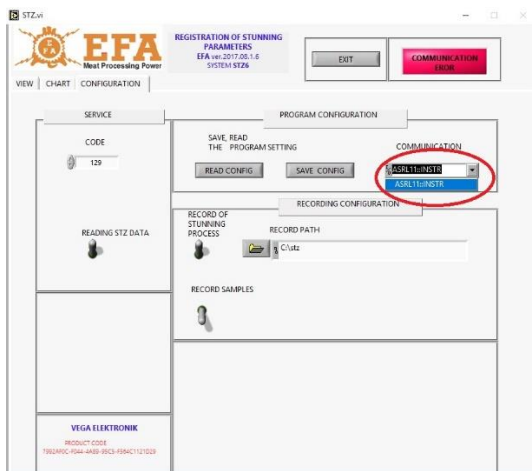 STZ.vi
EFA
Meat Processing Power
REGISTRATION OF STUNNING
PARAMETERS
EFA ver.2017.08.1.6
SYSTEM STZ6
EXIT
COMMUNICATION
EROR
VIEW
CHART
CONFIGURATION
SERVICE
CODE
129
READING STZ DATA
PROGRAM CONFIGURATION
SAVE, READ
THE PROGRAM SETTING
READ CONFIG
SAVE CONFIG
COMMUNICATION
ASRL11::INSTR
ASRL11::INSTR
RECORDING CONFIGURATION
RECORD OF
STUNNING
PROCESS
RECORD PATH
C:\stz
RECORD SAMPLES
VEGA ELEKTRONIK
PRODUCT CODE